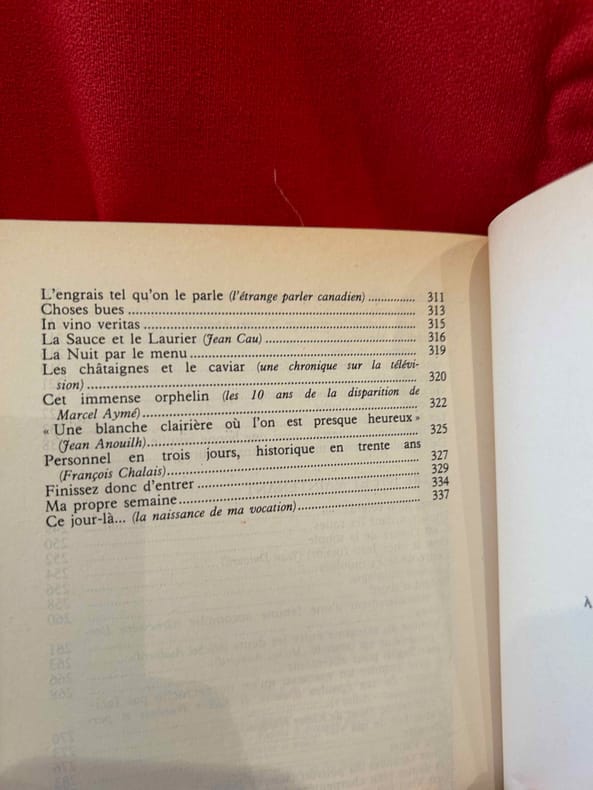 L'engrais tel qu'on le parle (l'étrange parler canadien) ............... 311
Choses bues ........................................................................ 313
In vino veritas ..................................................................... 315
La Sauce et le Laurier (Jean Cau) ....................................... 316
La Nuit par le menu ........................................................... 319
Les châtaignes et le caviar (une chronique sur la télévi-
sion) ................................................................................ 320
Cet immense orphelin (les 10 ans de la disparition de
Marcel Aymé) .................................................................. 322
« Une blanche clairière où l'on est presque heureux »
(Jean Anouilh) ................................................................. 325
Personnel en trois jours, historique en trente ans
(François Chalais) ............................................................ 327
Finissez donc d'entrer ........................................................ 329
Ma propre semaine ............................................................. 334
Ce jour-là... (la naissance de ma vocation) ........................... 337